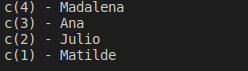 c(4) - Madalena
c(3) - Ana
c(2) - Julio
c(1) - Matilde